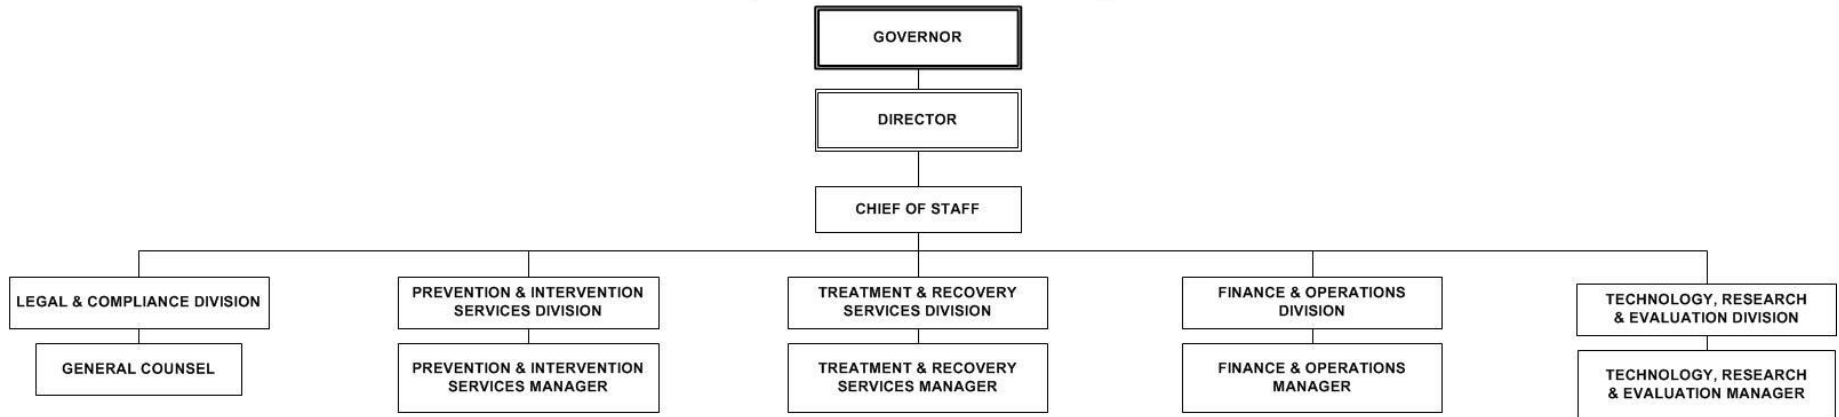 GOVERNOR
DIRECTOR
CHIEF OF STAFF
LEGAL & COMPLIANCE DIVISION
PREVENTION & INTERVENTION
SERVICES DIVISION
TREATMENT & RECOVERY
SERVICES DIVISION
FINANCE & OPERATIONS
DIVISION
TECHNOLOGY, RESEARCH
& EVALUATION DIVISION
GENERAL COUNSEL
PREVENTION & INTERVENTION
SERVICES MANAGER
TREATMENT & RECOVERY
SERVICES MANAGER
FINANCE & OPERATIONS
MANAGER
TECHNOLOGY, RESEARCH
& EVALUATION MANAGER